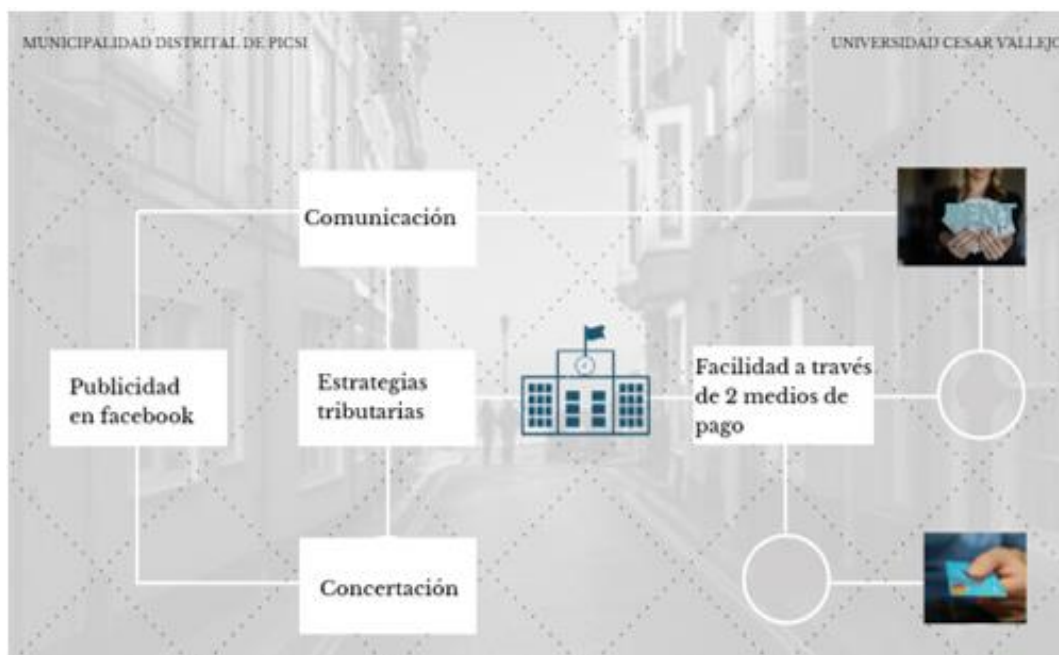 MUNICIPALIDAD DISTRITAL DE PICSI
UNIVERSIDAD CESAR VALLEJO
Comunicación
Publicidad
en facebook
Estrategias
tributarias
Facilidad a través
de 2 medios de
pago
Concertación